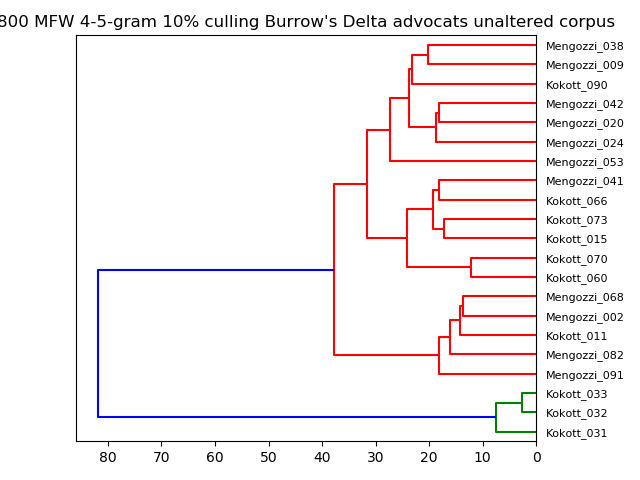 800 MFW 4-5-gram 10% culling Burrow's Delta advocats unaltered corpus
Mengozzi_038
Mengozzi_009
Kokott_090
Mengozzi_042
Mengozzi_020
Mengozzi_024
Mengozzi_053
Mengozzi_041
Kokott_066
Kokott_073
Kokott_015
Kokott_070
Kokott_060
Mengozzi_068
Mengozzi_002
Kokott_011
Mengozzi_082
Mengozzi_091
Kokott_033
Kokott_032
Kokott_031
80 70 60 50 40 30 20 10 0